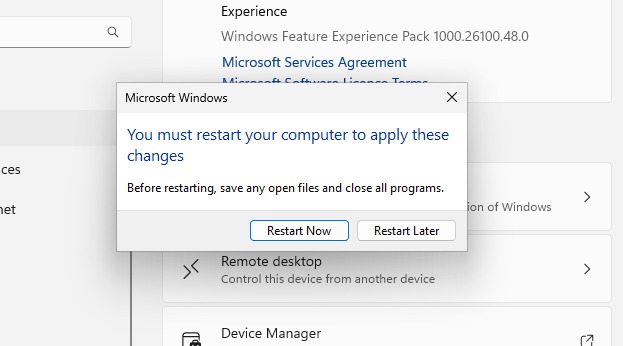 Experience
Windows Feature Experience Pack 1000.26100.48.0
Microsoft Services Agreement
Microsoft Software Licence Terms
Microsoft Windows
You must restart your computer to apply these
changes
Before restarting, save any open files and close all programs.
Restart Now
Restart Later
ces
net
ion of Windows
Remote desktop
Control this device from another device
Device Manager